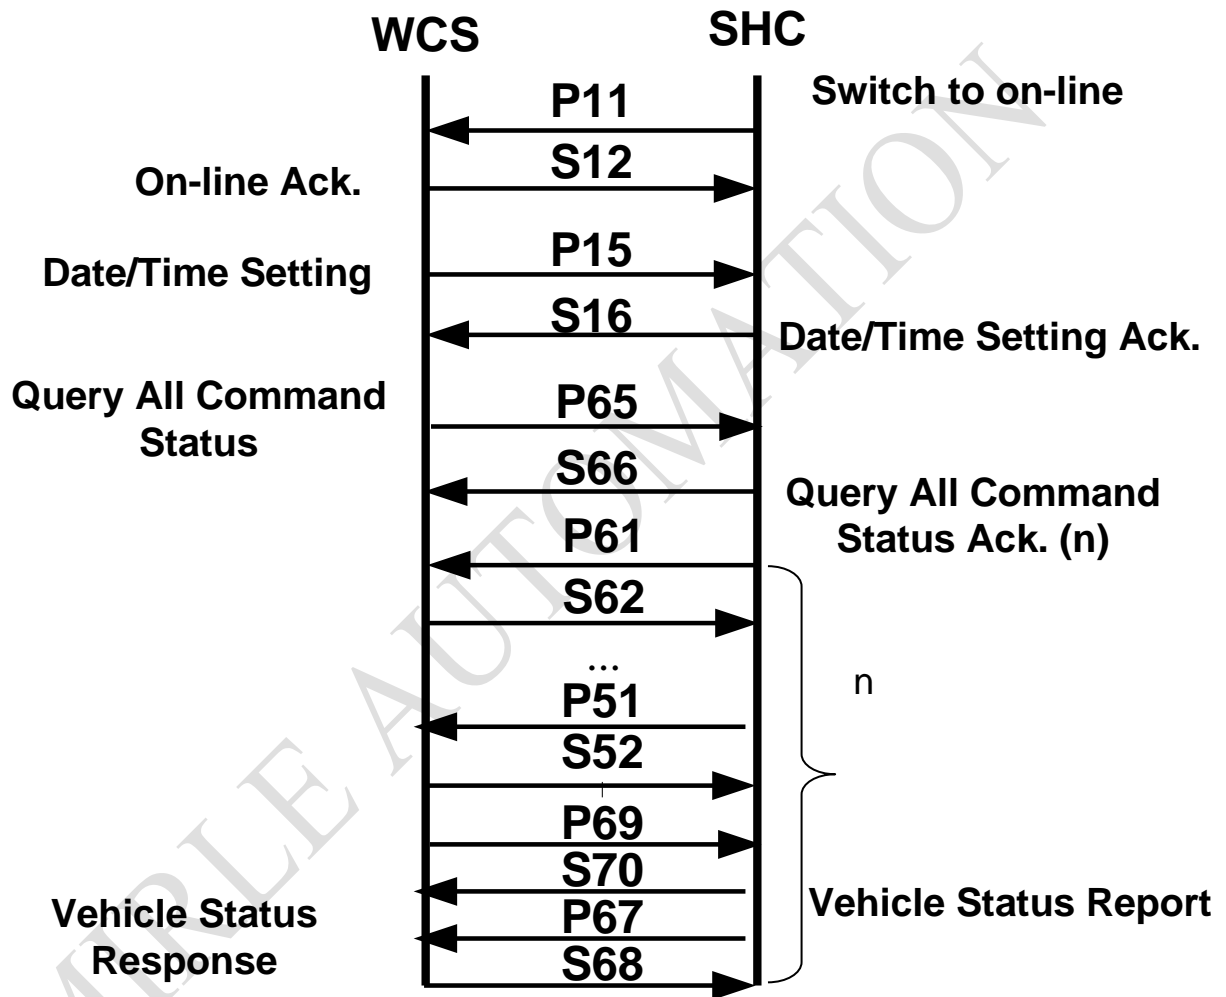 WCS
SHC
Switch to on-line
P11
S12
On-line Ack.
P15
Date/Time Setting
S16
Date/Time Setting Ack.
Query All Command
Status
P65
S66
Query All Command
Status Ack. (n)
P61
S62
...
n
P51
S52
P69
S70
Vehicle Status Report
P67
Vehicle Status
Response
S68
MIRLE AUTOMATION